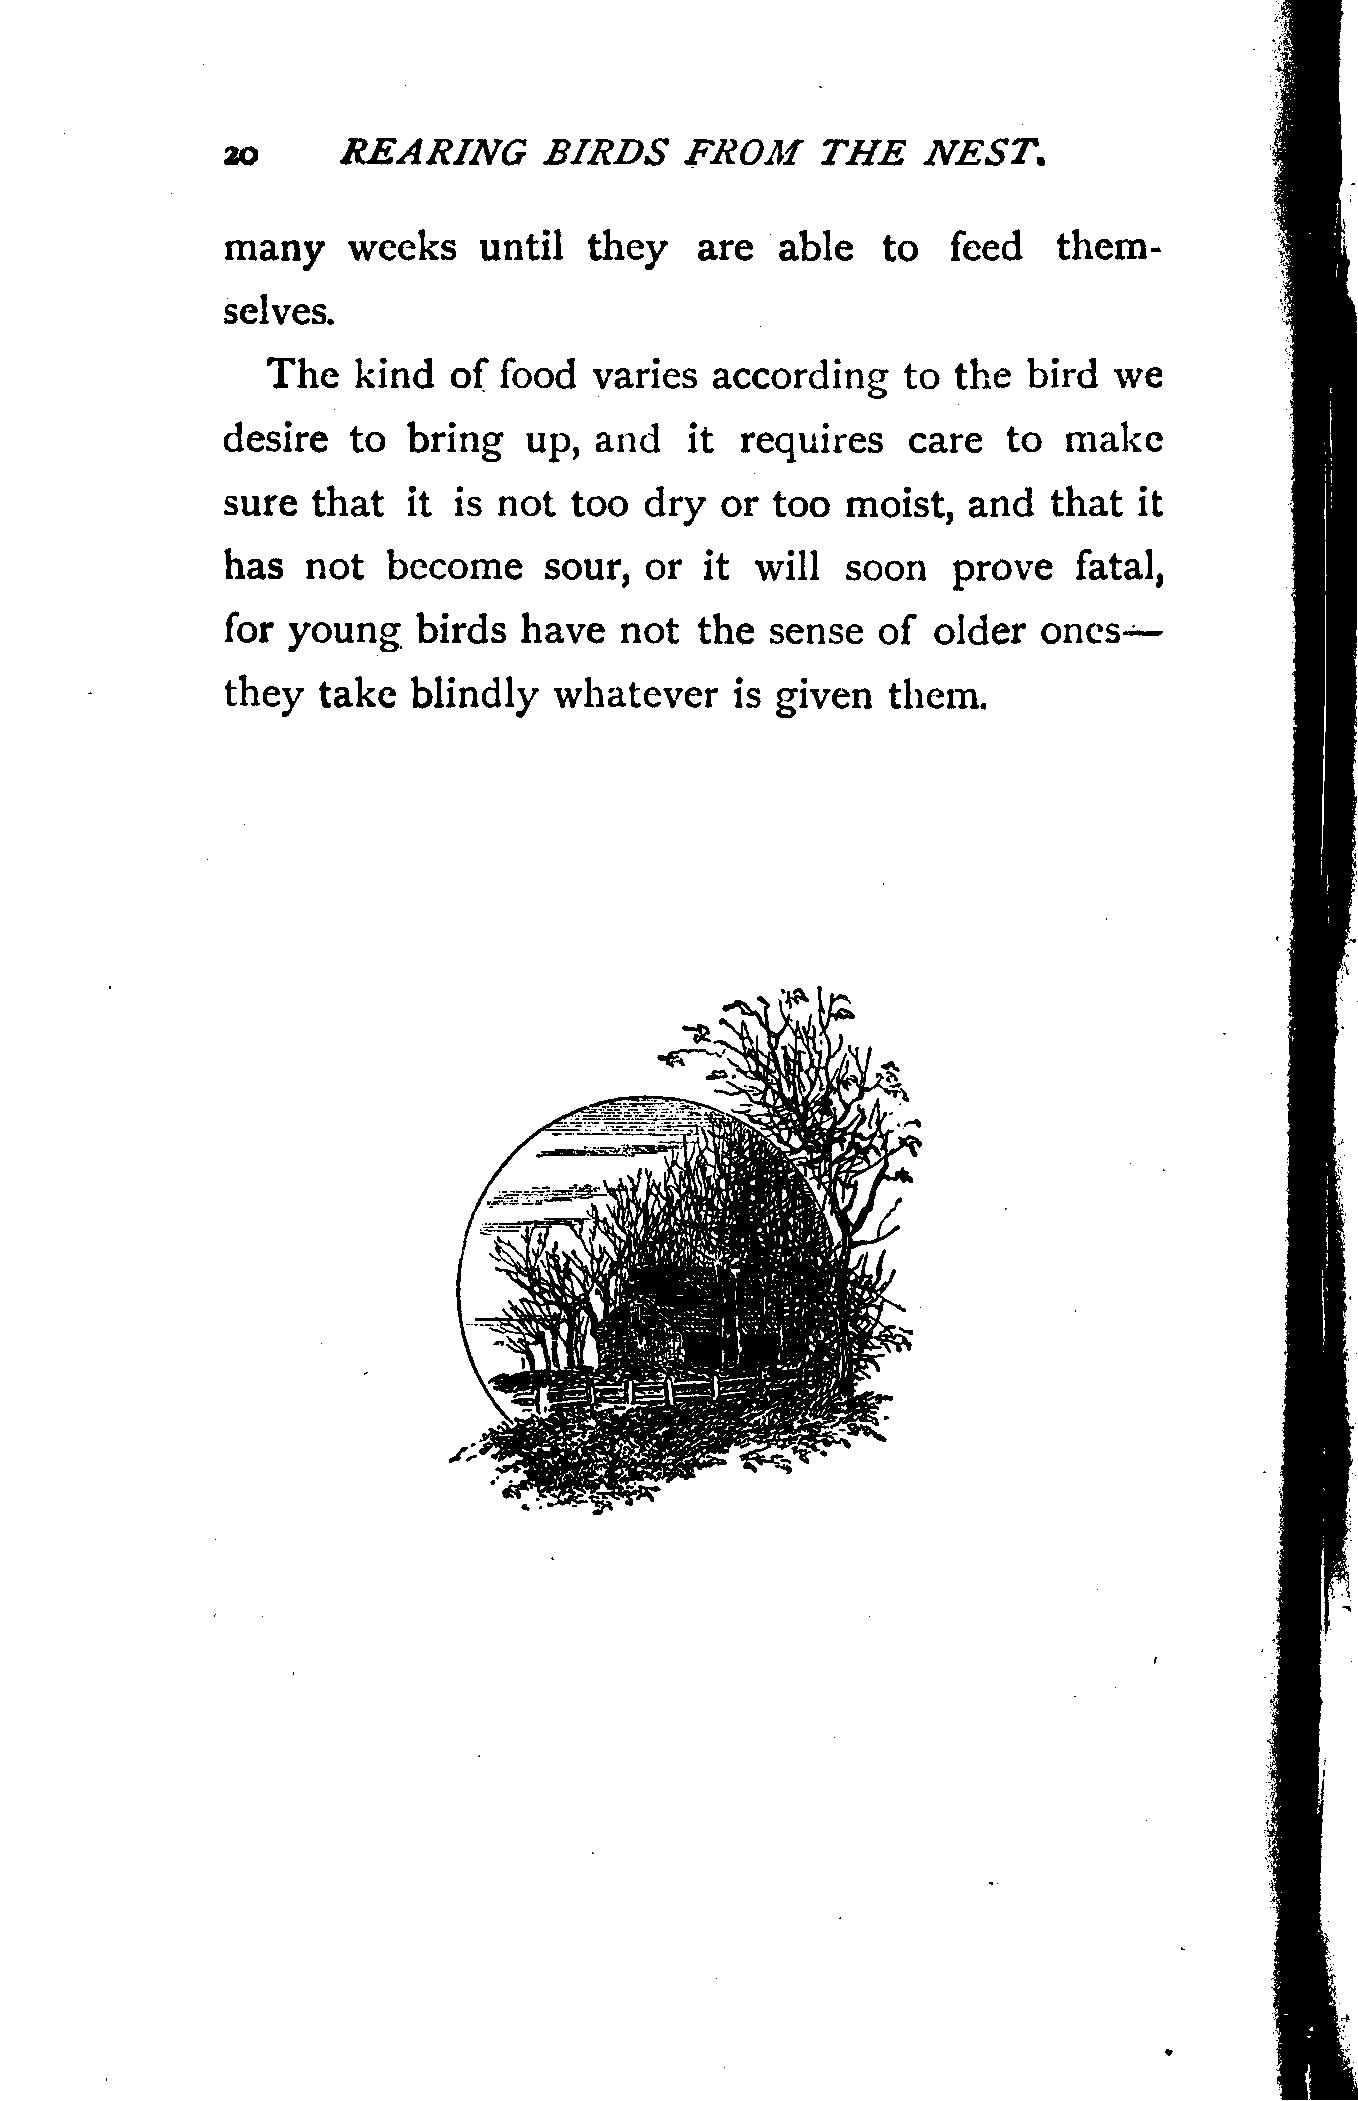 20 REARING BIRDS FROM THE NEST.
many weeks until they are able to feed them-
selves.
The kind of food varies according to the bird we
desire to bring up, and it requires care to make
sure that it is not too dry or too moist, and that it
has not become sour, or it will soon prove fatal,
for young birds have not the sense of older ones—
they take blindly whatever is given them.